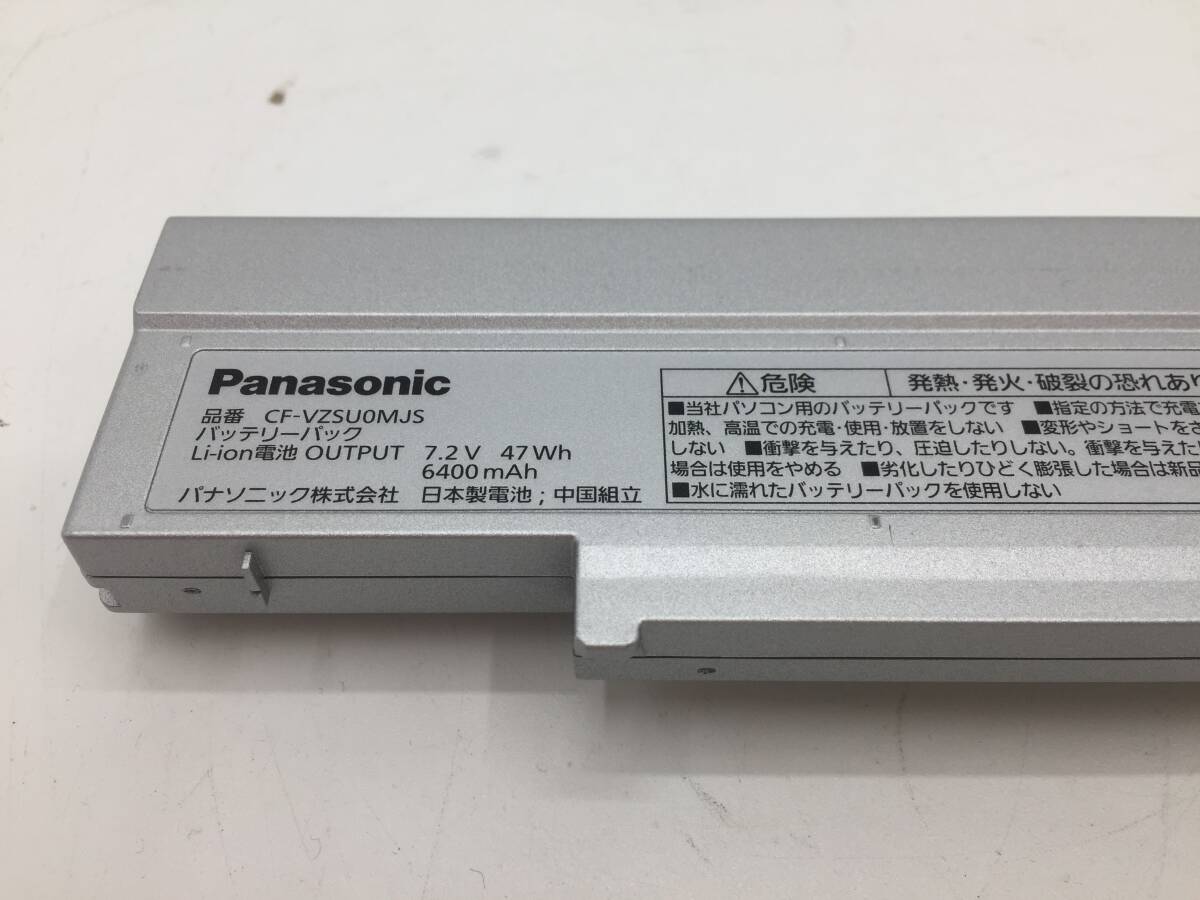 Panasonic
品番 CF-VZSU0MJS
バッテリーパック
Li-ion電池 OUTPUT 7.2 V 47 Wh
6400 mAh
パナソニック株式会社 日本製電池；中国組立
⚠危険 発熱・発火・破裂の恐れあり
■当社パソコン用のバッテリーパックです ■指定の方法で充電
加熱、高温での充電・使用・放置をしない ■変形やショートをさ
しない ■衝撃を与えたり、圧迫したりしない。衝撃を与えた
場合は使用をやめる ■劣化したりひどく膨張した場合は新品
■水に濡れたバッテリーパックを使用しない